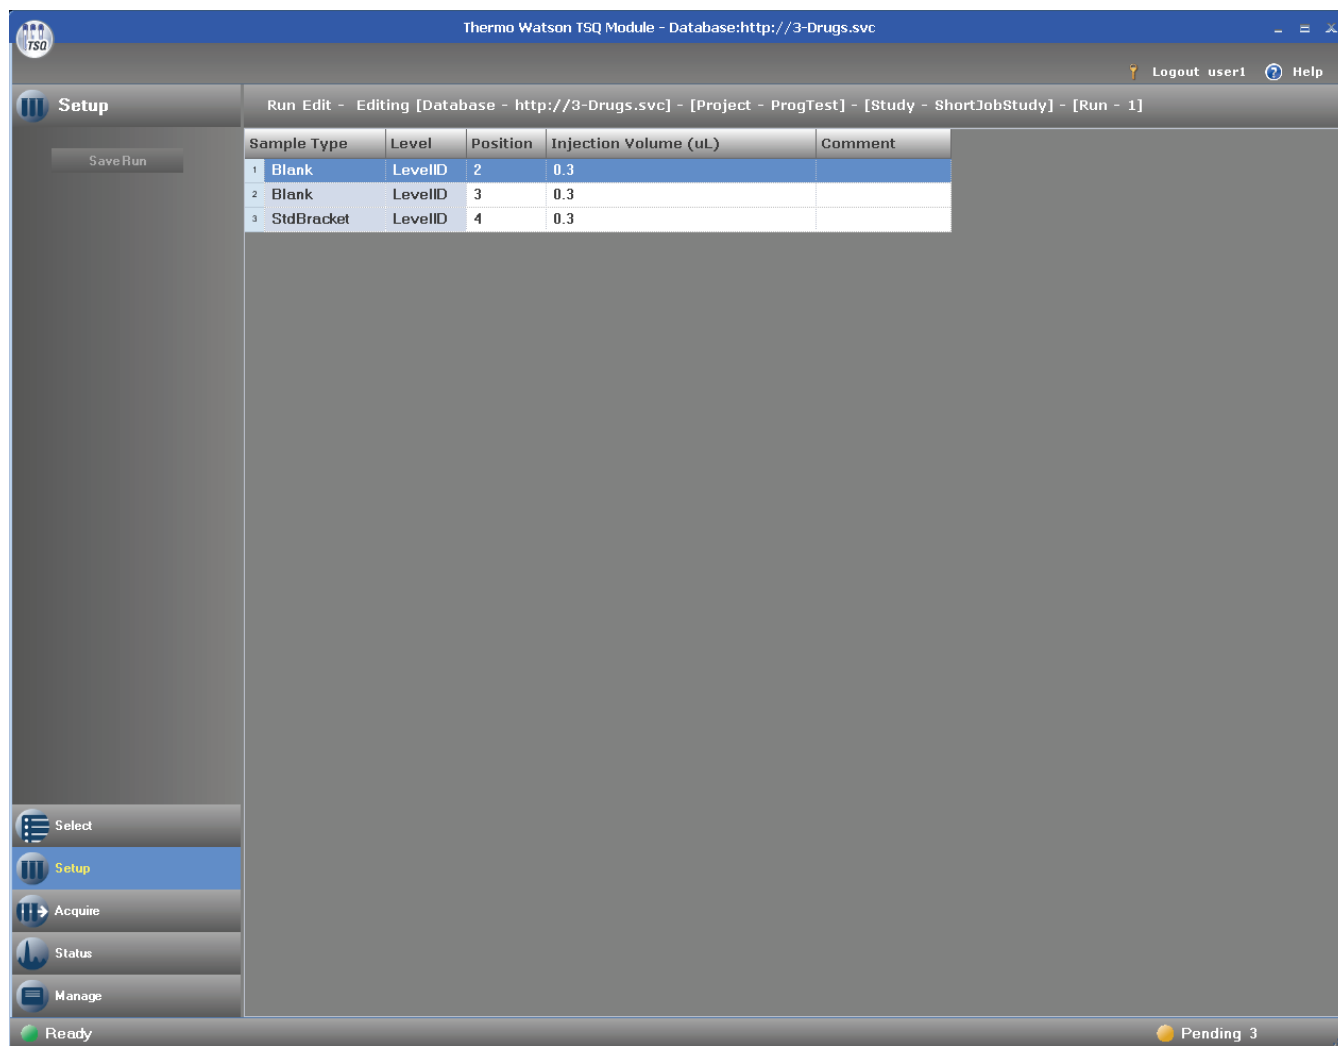 Thermo Watson TSQ Module - Database:http://3-Drugs.svc
TSQ
Logout user1 Help
Setup
Run Edit - Editing [Database - http://3-Drugs.svc] - [Project - ProgTest] - [Study - ShortJobStudy] - [Run - 1]
SaveRun
Sample Type Level Position Injection Volume (uL) Comment
1 Blank LevelID 2 0.3
2 Blank LevelID 3 0.3
3 StdBracket LevelID 4 0.3
Select
Setup
Acquire
Status
Manage
Ready Pending 3